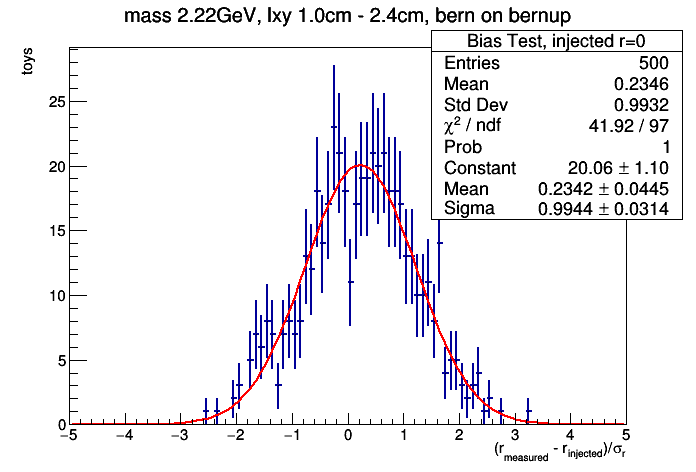 mass 2.22GeV, lxy 1.0cm - 2.4cm, bern on bernup
Bias Test, injected r=0
Entries 500
Mean 0.2346
Std Dev 0.9932
χ² / ndf 41.92 / 97
Prob 1
Constant 20.06 ± 1.10
Mean 0.2342 ± 0.0445
Sigma 0.9944 ± 0.0314
toys
25
20
15
10
5
0
−5 −4 −3 −2 −1 0 1 2 3 4 5
(r_measured - r_injected)/σ_r